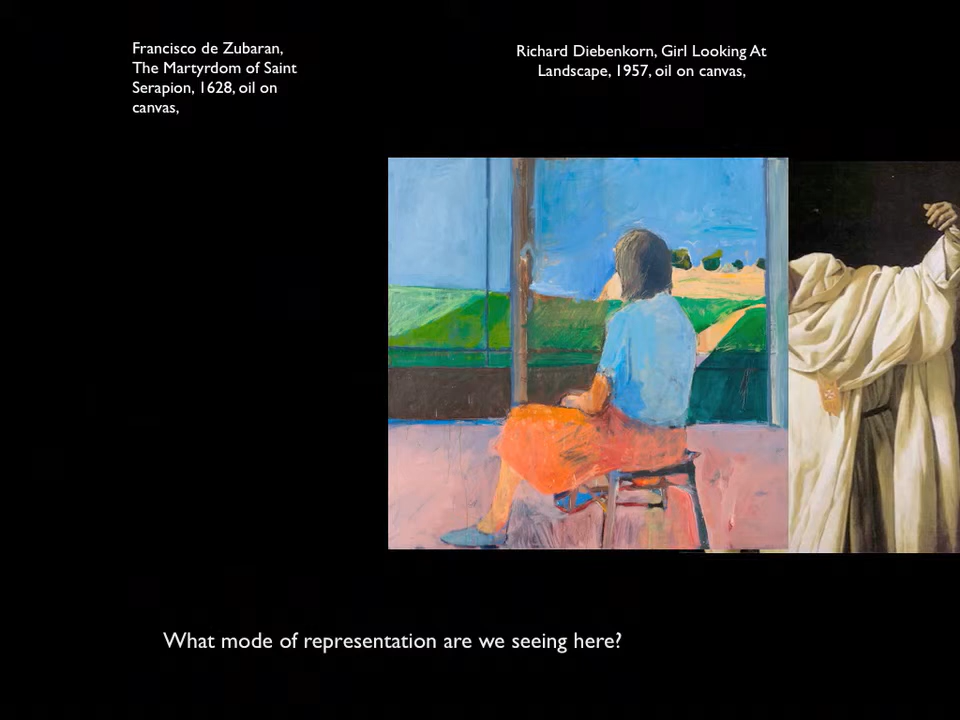 Francisco de Zubaran,
The Martyrdom of Saint
Serapion, 1628, oil on
canvas,
Richard Diebenkorn, Girl Looking At
Landscape, 1957, oil on canvas,
What mode of representation are we seeing here?